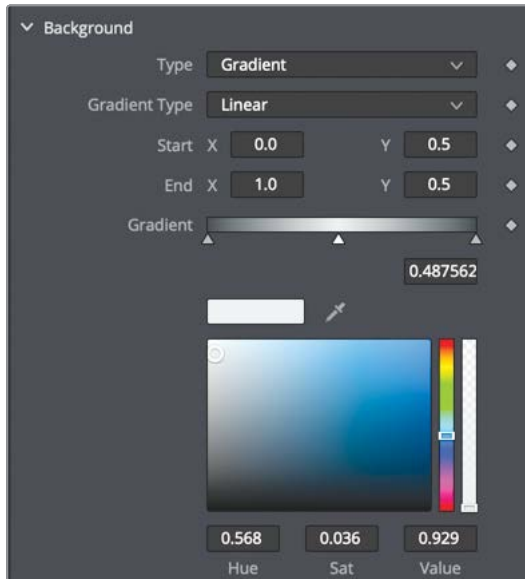 Background
Type Gradient
Gradient Type Linear
Start X 0.0 Y 0.5
End X 1.0 Y 0.5
Gradient
0.487562
0.568 0.036 0.929
Hue Sat Value